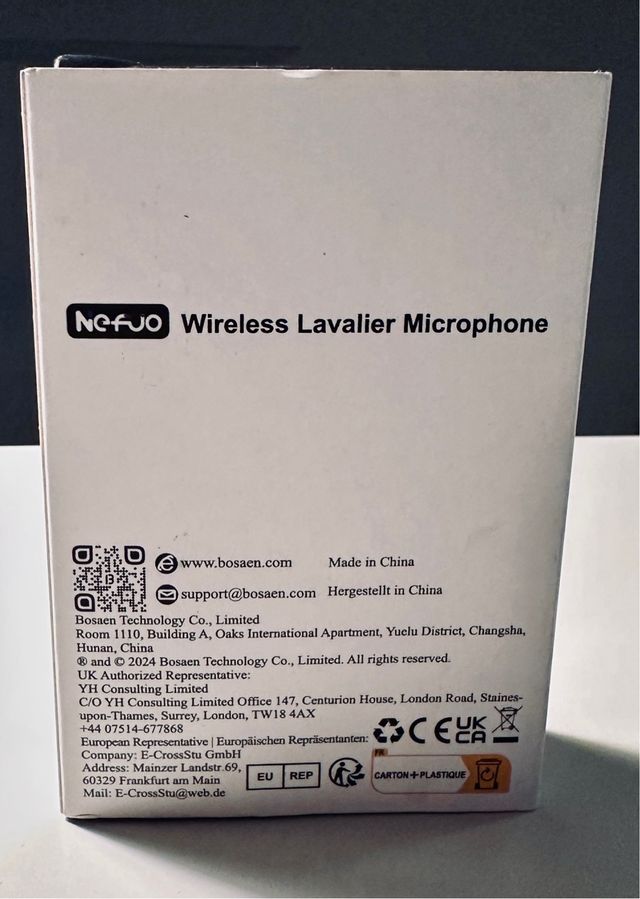 Nefuo Wireless Lavalier Microphone
www.bosaen.com Made in China
support@bosaen.com Hergestellt in China
Bosaen Technology Co., Limited
Room 1110, Building A, Oaks International Apartment, Yuelu District, Changsha,
Hunan, China
® and © 2024 Bosaen Technology Co., Limited. All rights reserved.
UK Authorized Representative:
YH Consulting Limited
C/O YH Consulting Limited Office 147, Centurion House, London Road, Staines-
upon-Thames, Surrey, London, TW18 4AX
+44 07514-677868
European Representative | Europäischen Repräsentanten:
Company: E-CrossStu GmbH
Address: Mainzer Landstr.69,
60329 Frankfurt am Main
Mail: E-CrossStu@web.de
EU REP
CE UK CA
FR
CARTON + PLASTIQUE